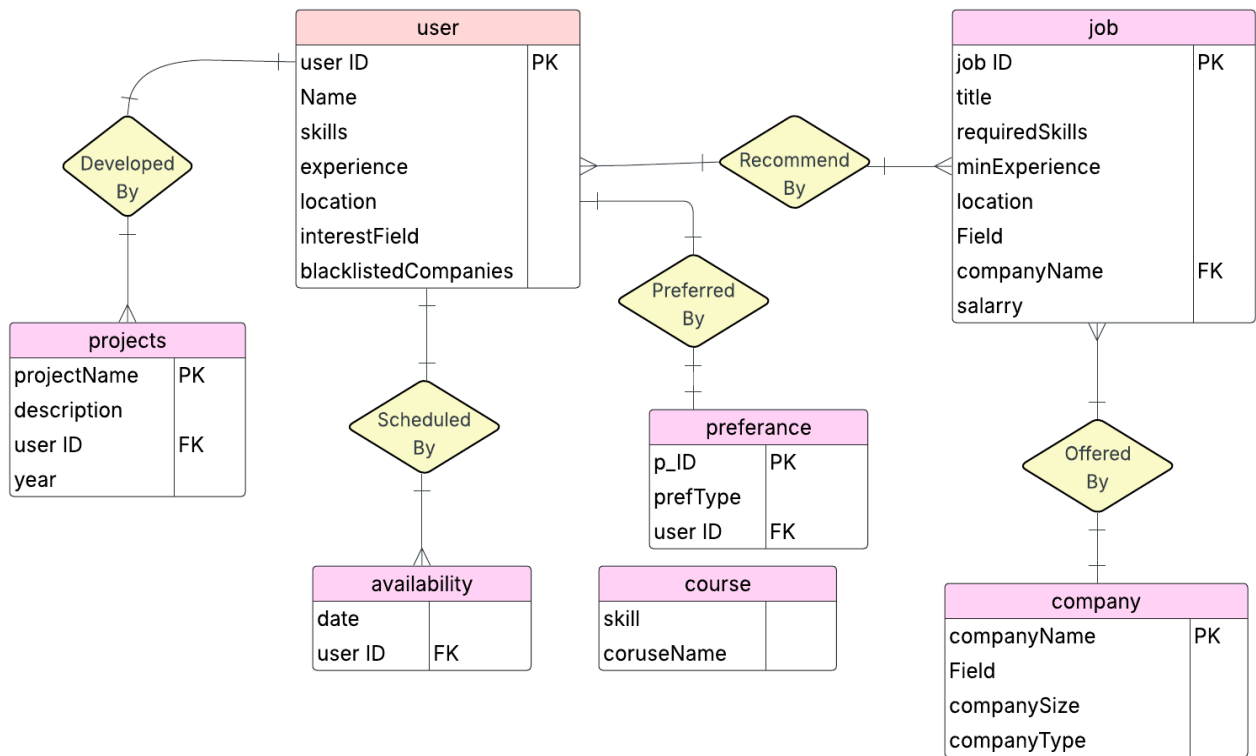 user
user ID PK
Name
skills
experience
location
interestField
blacklistedCompanies
job
job ID PK
title
requiredSkills
minExperience
location
Field
companyName FK
salarry
Developed
By
Recommend
By
Preferred
By
Scheduled
By
Offered
By
projects
projectName PK
description
user ID FK
year
preferance
p_ID PK
prefType
user ID FK
availability
date
user ID FK
course
skill
coruseName
company
companyName PK
Field
companySize
companyType